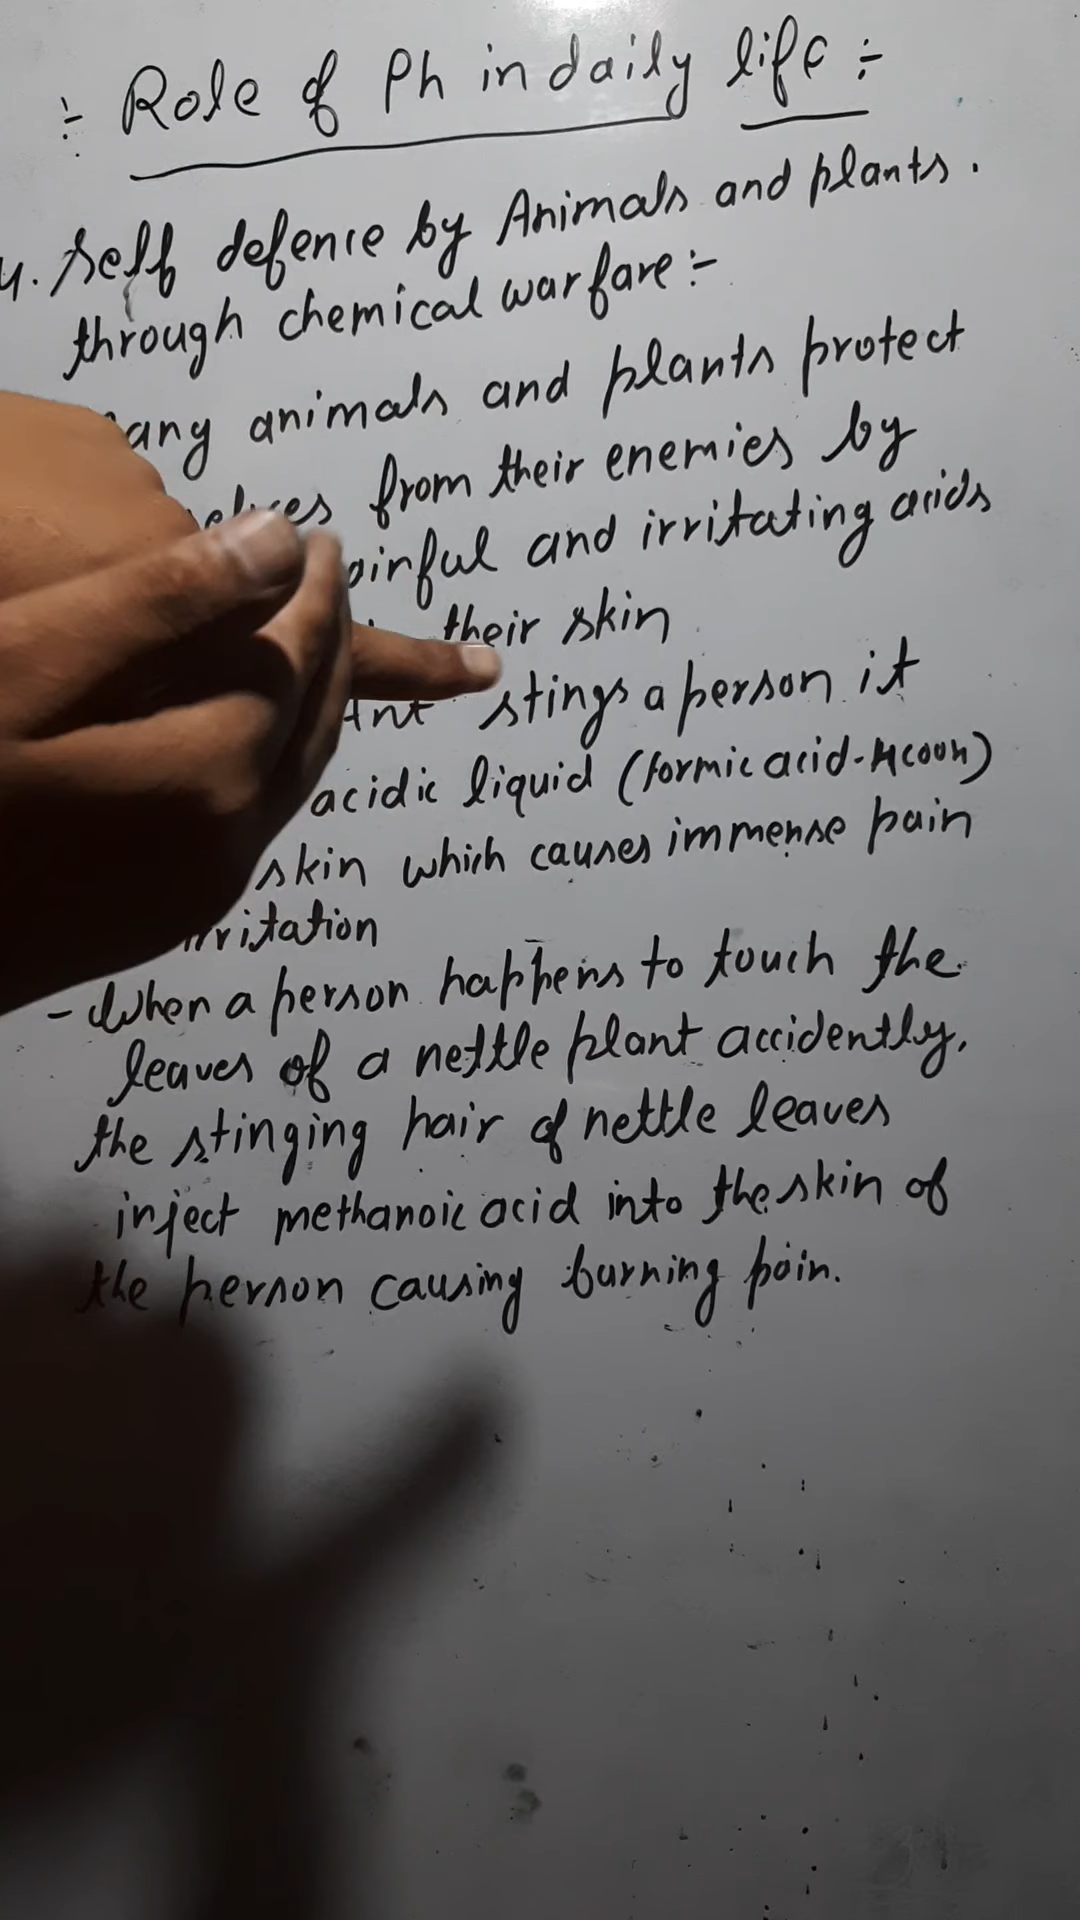 :- Role of Ph in daily life :-
4. Self defence by Animals and plants.
through chemical warfare:-
any animals and plants protect
from their enemies by
ainful and irritating acids
their skin
Ant stings a person it
acidic liquid (formic acid-HCOOH)
skin which causes immense pain
irritation
- When a person happens to touch the
leaves of a nettle plant accidently,
the stinging hair of nettle leaves
inject methanoic acid into the skin of
the person causing burning pain.